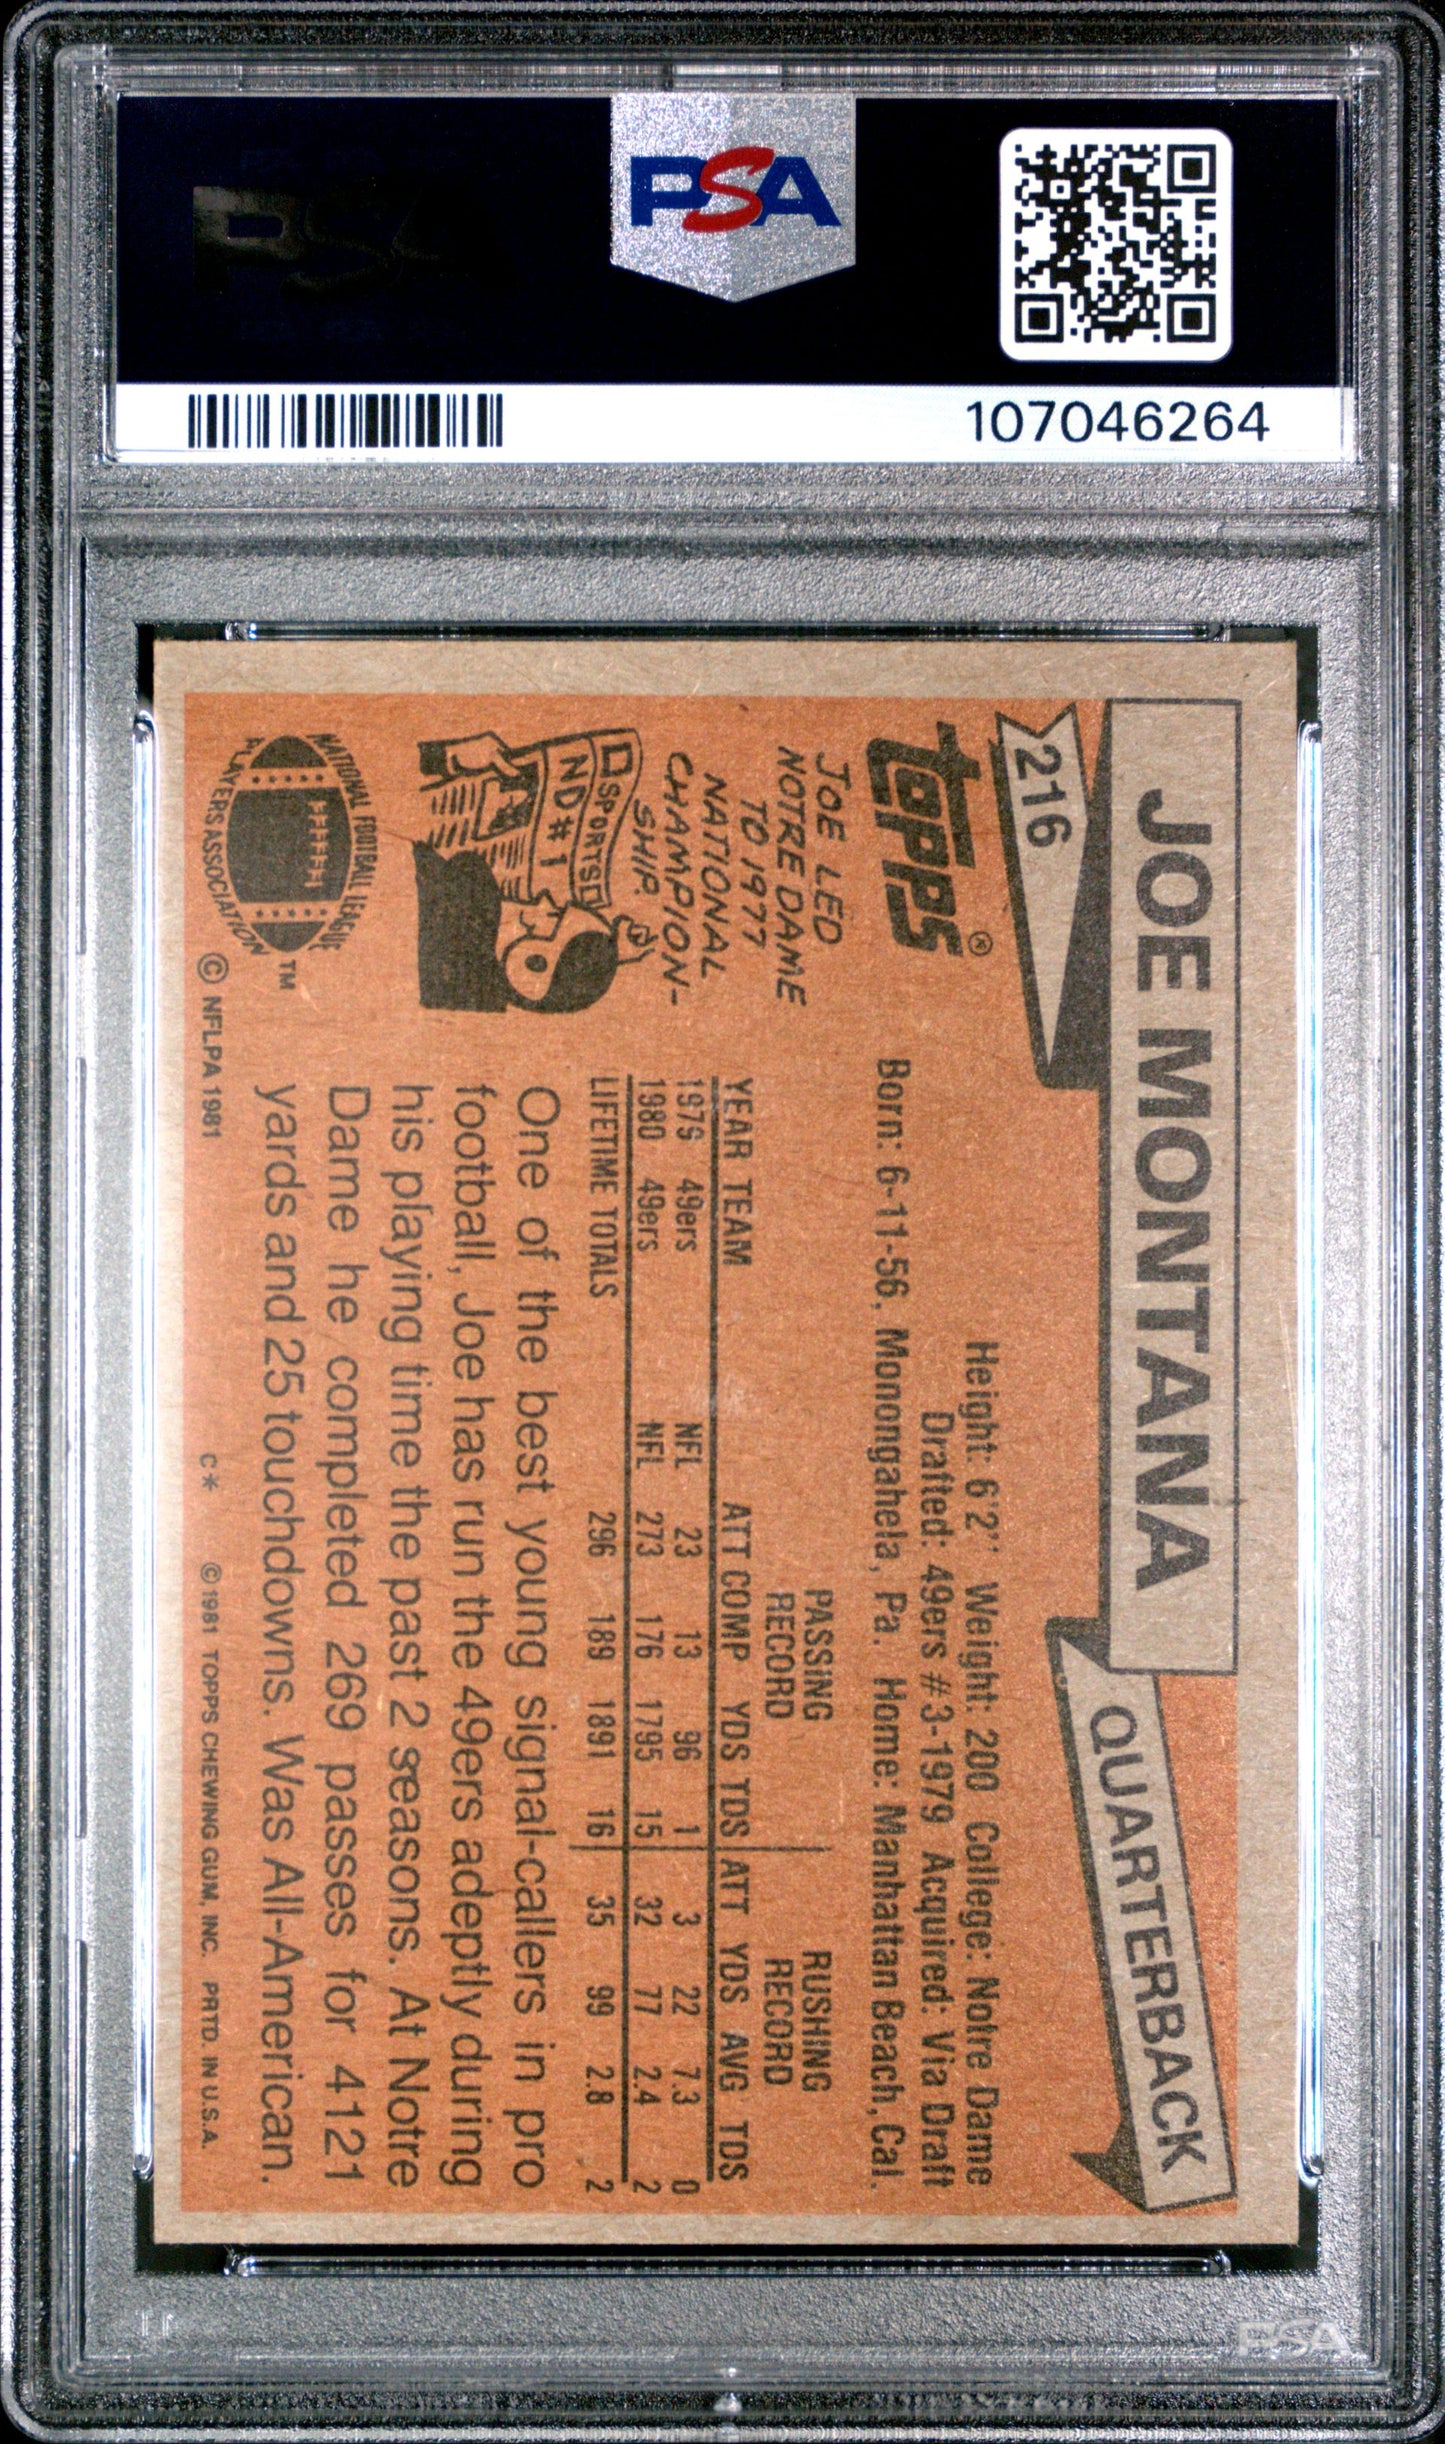 PSA
107046264
JOE MONTANA
QUARTERBACK
216
topps®
Height: 6'2" Weight: 200 College: Notre Dame
Drafted: 49ers #3-1979 Acquired: Via Draft
Born: 6-11-56, Monongahela, Pa. Home: Manhattan Beach, Cal.
JOE LED
NOTRE DAME
TO 1977
NATIONAL
CHAMPION-
SHIP.
SPORTS
ND #1
PASSING RUSHING
RECORD RECORD
YEAR TEAM ATT COMP YDS TDS ATT YDS AVG TDS
1979 49ers NFL 23 13 96 1 3 22 7.3 0
1980 49ers NFL 273 176 1795 15 32 77 2.4 2
LIFETIME TOTALS 296 189 1891 16 35 99 2.8 2
One of the best young signal-callers in pro
football, Joe has run the 49ers adeptly during
his playing time the past 2 seasons. At Notre
Dame he completed 269 passes for 4121
yards and 25 touchdowns. Was All-American.
NATIONAL FOOTBALL LEAGUE
PLAYERS ASSOCIATION
™
© NFLPA 1981
C* © 1981 TOPPS CHEWING GUM, INC. PRTD. IN U.S.A.
PSA